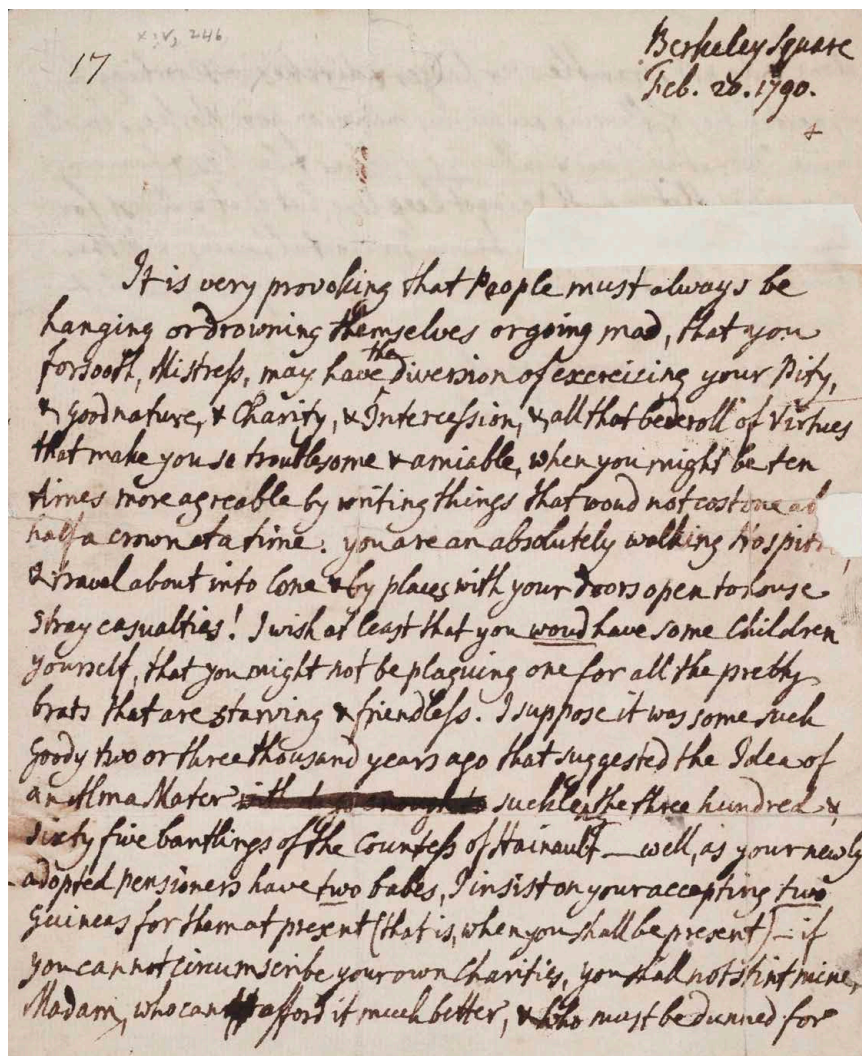 xiv, 246
17
Berkeley Square
Feb. 20. 1790.
It is very provoking that People must always be
hanging or drowning themselves or going mad, that you
forsooth, Mistress, may have the Diversion of exercising your Pity,
& good nature, & Charity, & Intercession, & all that bederoll of Virtues
that make you so troublesome & amiable, when you might be ten
times more agreable by writing things that woud not cost one ab
half a crown at a time. you are an absolutely walking Hospit
& travel about into lone & by places with your doors open to house
stray casualties! I wish at least that you woud have some Children
yourself, that you might not be plaguing one for all the pretty
brats that are starving & friendless. I suppose it was some such
Goody two or three thousand years ago that suggested the Idea of
an Alma Mater suckling the three hundred &
sixty five bantlings of the Countess of Hainault — well, as your newly
adopted pensioners have two babes, I insist on your accepting two
Guineas for them at present (that is, when you shall be present) — if
you cannot circumscribe your own Charities, you shall not stint mine,
Madam, who can afford it much better, & who must be dunned for